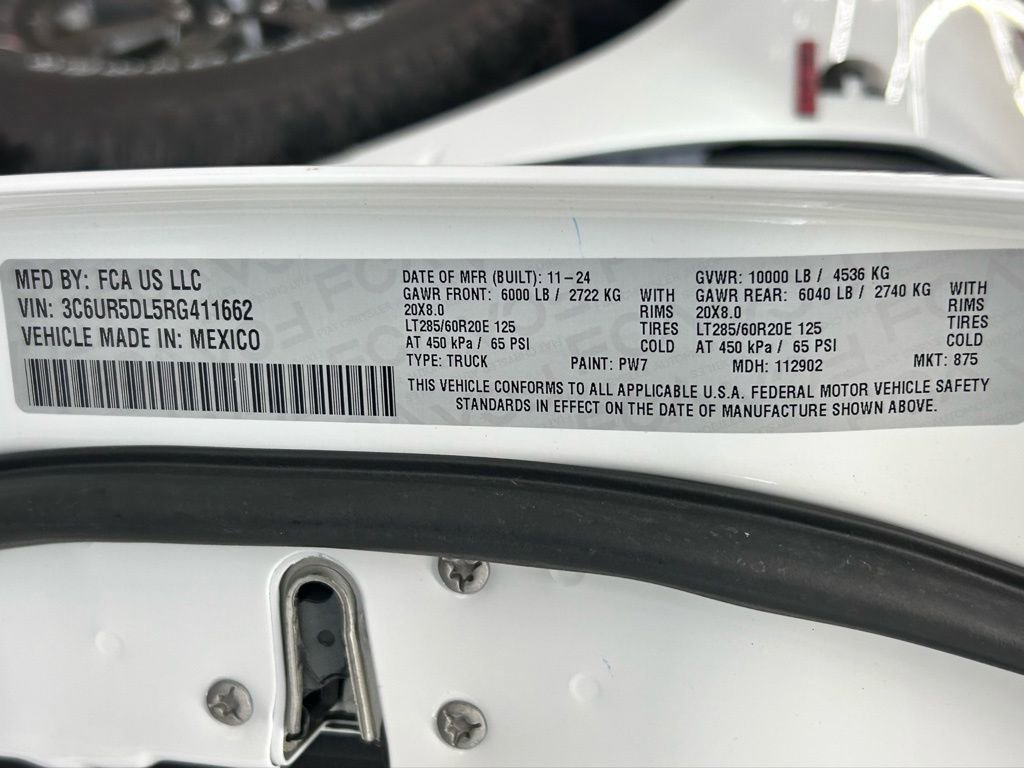 MFD BY: FCA US LLC
VIN: 3C6UR5DL5RG411662
VEHICLE MADE IN: MEXICO
DATE OF MFR (BUILT): 11-24
GAWR FRONT: 6000 LB / 2722 KG WITH
20X8.0 RIMS
LT285/60R20E 125 TIRES
AT 450 kPa / 65 PSI COLD
GVWR: 10000 LB / 4536 KG
GAWR REAR: 6040 LB / 2740 KG WITH
20X8.0 RIMS
LT285/60R20E 125 TIRES
AT 450 kPa / 65 PSI COLD
TYPE: TRUCK PAINT: PW7 MDH: 112902 MKT: 875
THIS VEHICLE CONFORMS TO ALL APPLICABLE U.S.A. FEDERAL MOTOR VEHICLE SAFETY
STANDARDS IN EFFECT ON THE DATE OF MANUFACTURE SHOWN ABOVE.